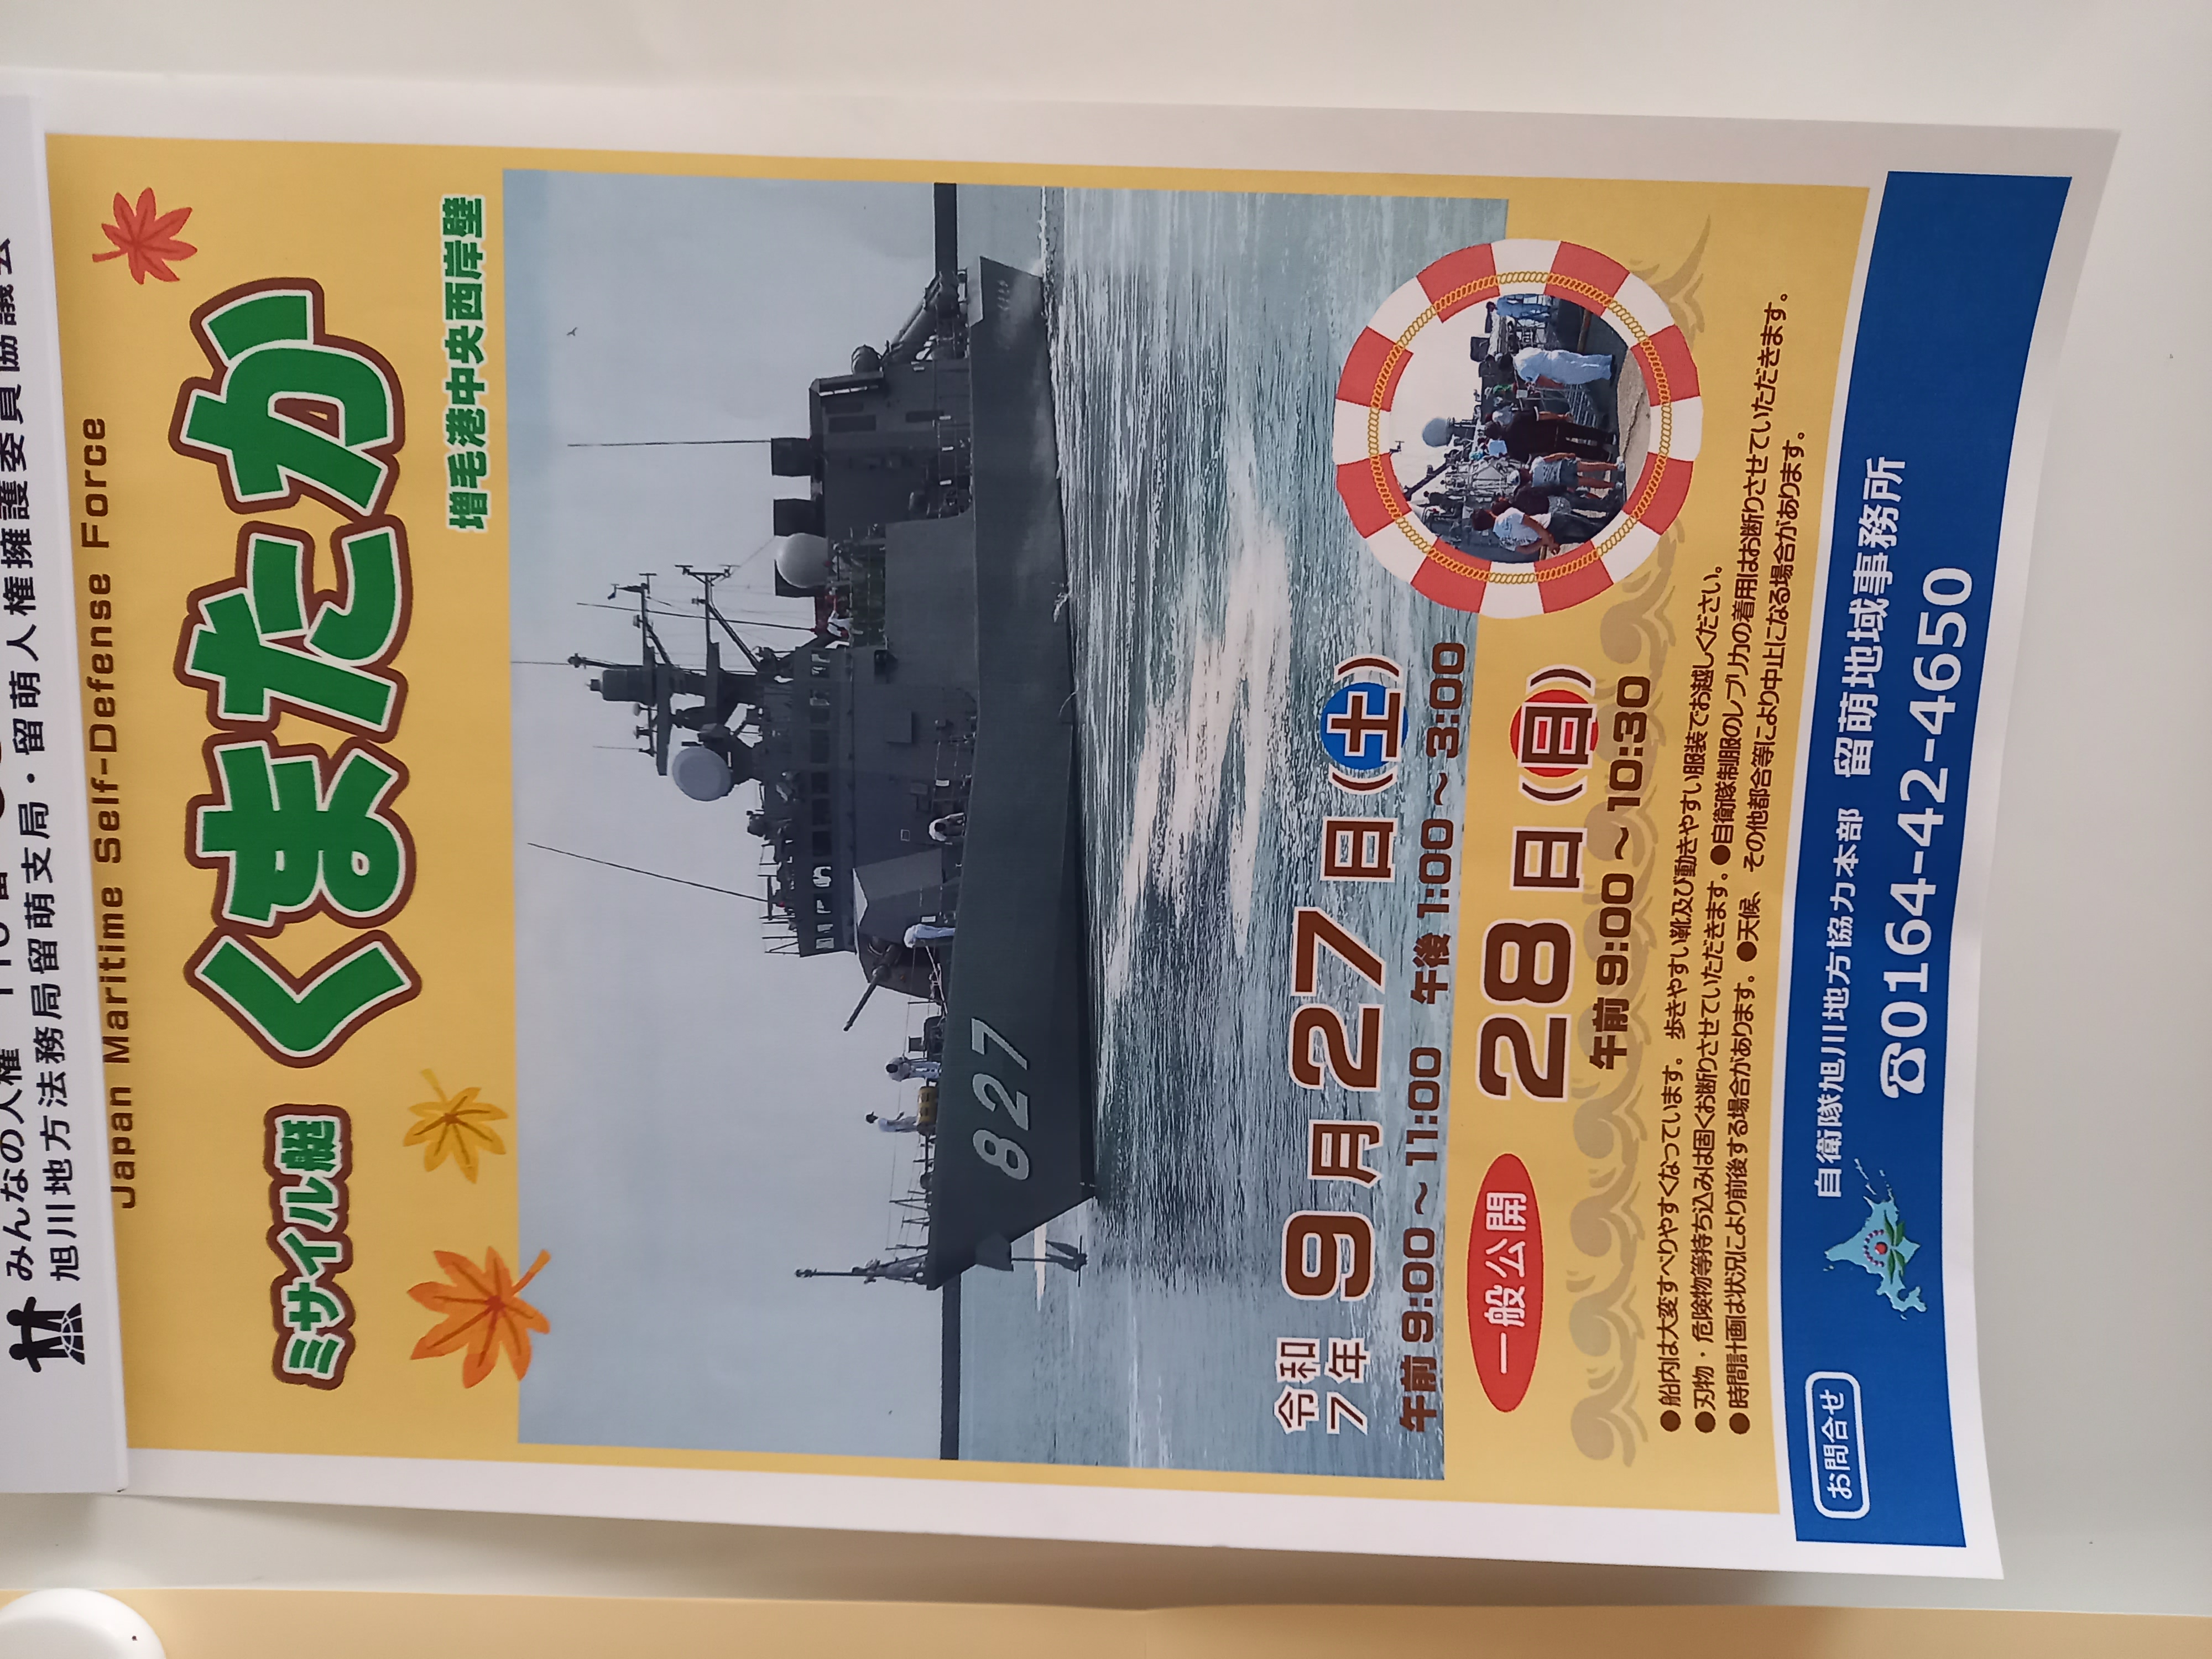 みんなの人権
旭川地方法務局留萌支局・留萌人権擁護委員協議会
Japan Maritime Self-Defense Force
ミサイル艇 くまたか
増毛港中央西岸壁
827
令和7年 9月27日(土)
午前 9:00 ~ 11:00 午後 1:00 ~ 3:00
一般公開 28日(日)
午前 9:00 ~ 10:30
●船内は大変すべりやすくなっています。歩きやすい靴及び動きやすい服装でお越しください。
●刃物・危険物等持ち込みは固くお断りさせていただきます。●自衛隊制服のレプリカの着用はお断りさせていただきます。
●時間計画は状況により前後する場合があります。●天候、その他都合等により中止になる場合があります。
お問合せ
自衛隊旭川地方協力本部 留萌地域事務所
☎0164-42-4650